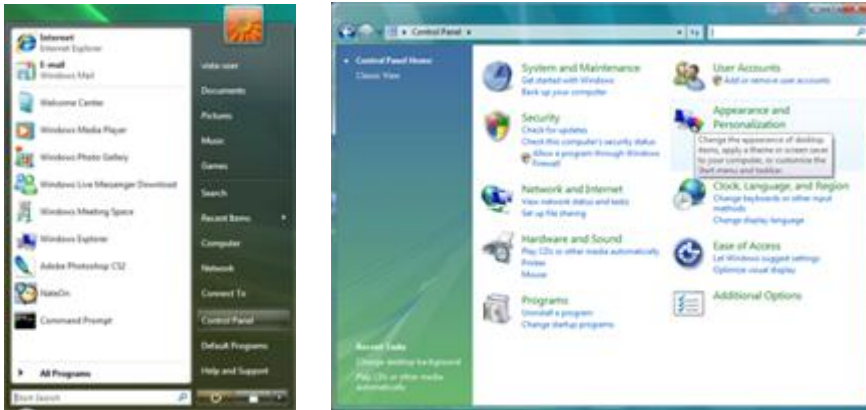 Internet
Internet Explorer
E-mail
Windows Mail
Welcome Center
Windows Media Player
Windows Photo Gallery
Windows Live Messenger Download
Windows Meeting Space
Windows Explorer
Adobe Photoshop CS2
NateOn
Command Prompt
All Programs
Start Search
vista user
Documents
Pictures
Music
Games
Search
Recent Items
Computer
Network
Connect To
Control Panel
Default Programs
Help and Support
Control Panel
Control Panel Home
Classic View
System and Maintenance
Get started with Windows
Back up your computer
Security
Check for updates
Check this computer's security status
Allow a program through Windows
Firewall
Network and Internet
View network status and tasks
Set up file sharing
Hardware and Sound
Play CDs or other media automatically
Printer
Mouse
Programs
Uninstall a program
Change startup programs
User Accounts
Add or remove user accounts
Appearance and
Personalization
Change the appearance of desktop
items, apply a theme or screen saver
to your computer, or customize the
Start menu and taskbar.
Clock, Language, and Region
Change keyboards or other input
methods
Change display language
Ease of Access
Let Windows suggest settings
Optimize visual display
Additional Options
Recent Tasks
Change desktop background
Play CDs or other media
automatically